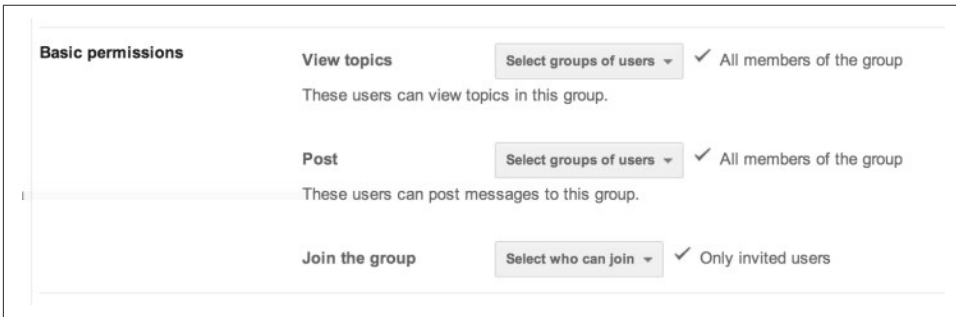 Basic permissions
View topics Select groups of users All members of the group
These users can view topics in this group.
Post Select groups of users All members of the group
These users can post messages to this group.
Join the group Select who can join Only invited users